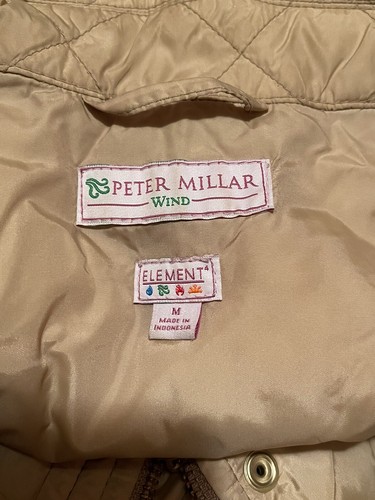 PETER MILLAR
WIND
ELEMENT4
M
MADE IN
INDONESIA